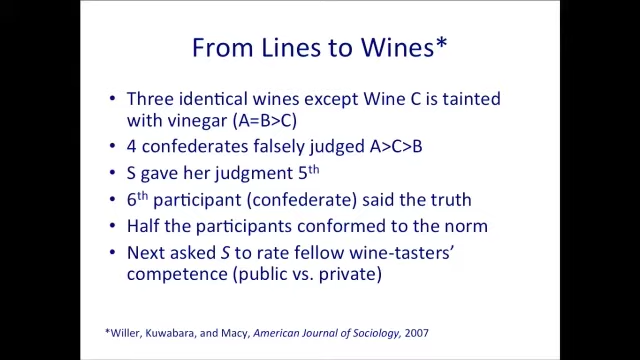 From Lines to Wines*
• Three identical wines except Wine C is tainted
with vinegar (A=B>C)
• 4 confederates falsely judged A>C>B
• S gave her judgment 5th
• 6th participant (confederate) said the truth
• Half the participants conformed to the norm
• Next asked S to rate fellow wine-tasters'
competence (public vs. private)
*Willer, Kuwabara, and Macy, American Journal of Sociology, 2007